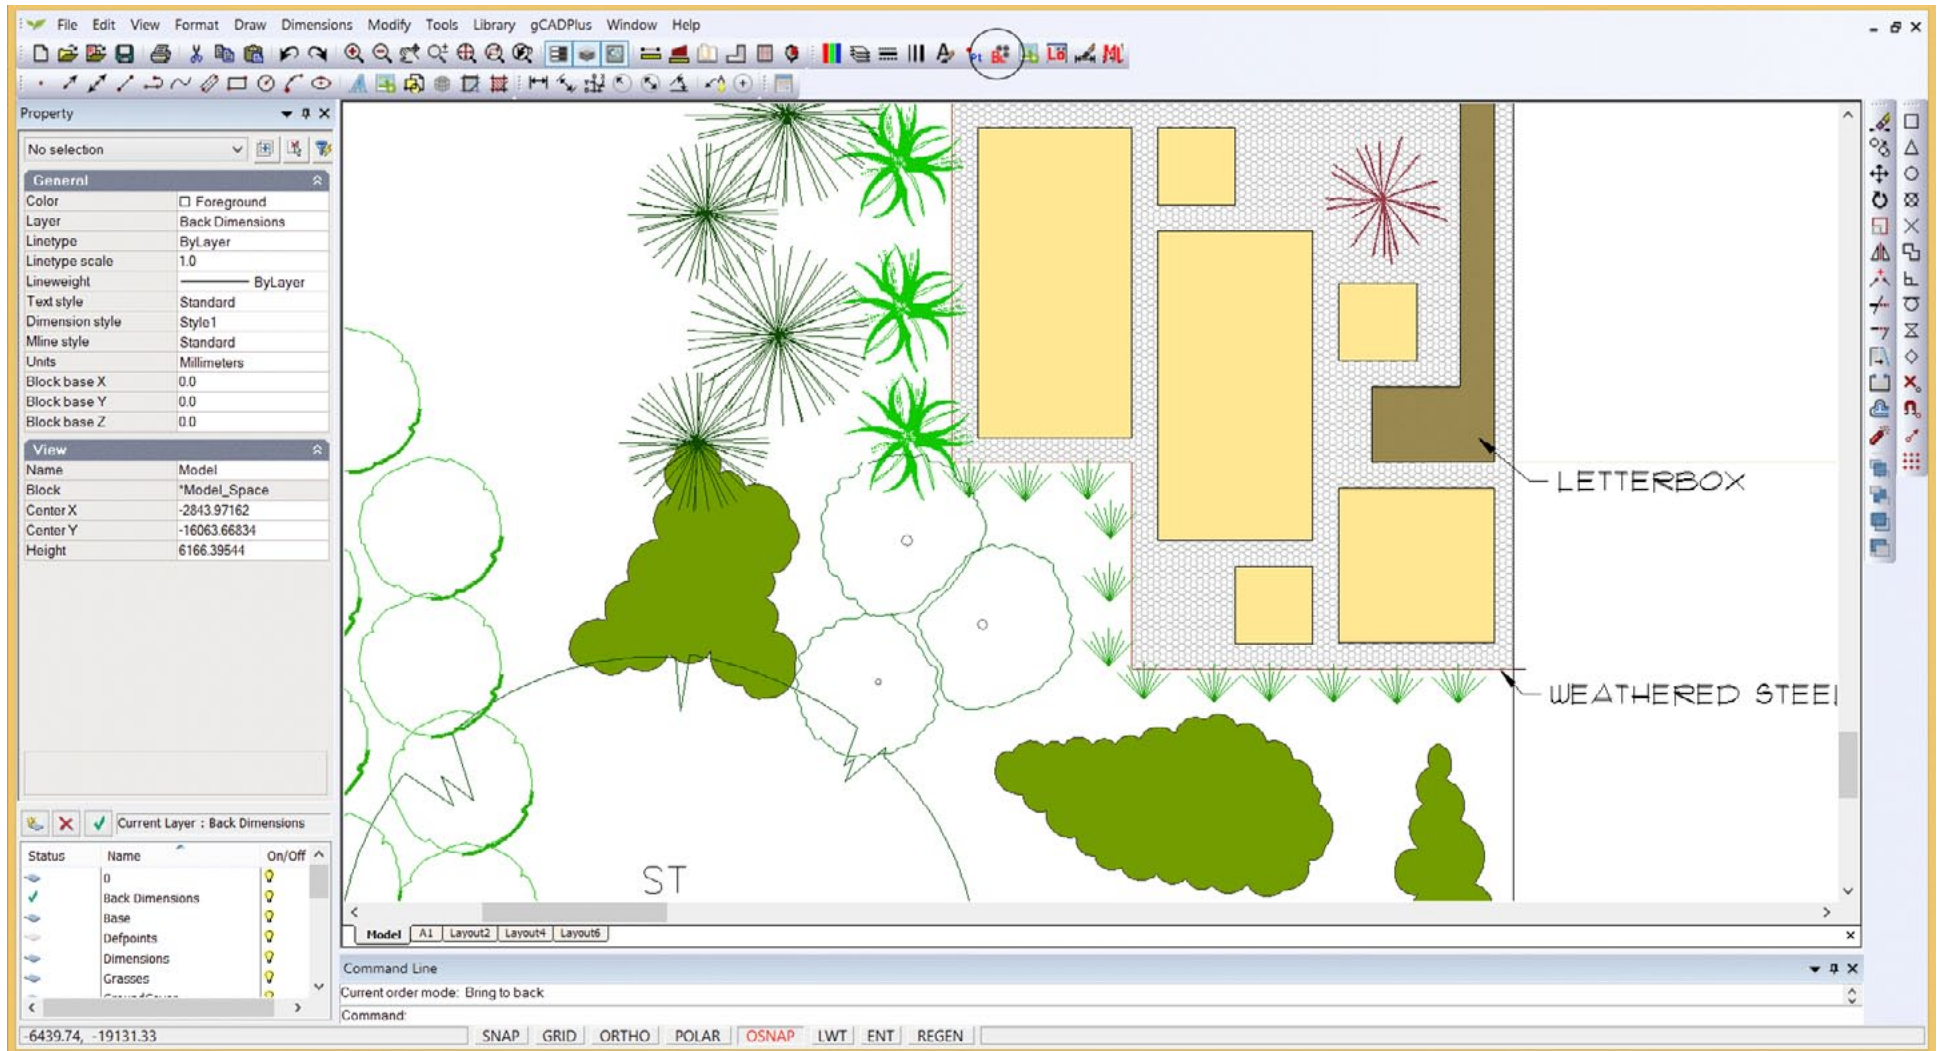 File Edit View Format Draw Dimensions Modify Tools Library gCADPlus Window Help
Pt Lö ML
Property
No selection
General
Color Foreground
Layer Back Dimensions
Linetype ByLayer
Linetype scale 1.0
Lineweight ByLayer
Text style Standard
Dimension style Style1
Mline style Standard
Units Millimeters
Block base X 0.0
Block base Y 0.0
Block base Z 0.0
View
Name Model
Block *Model_Space
Center X -2843.97162
Center Y -16063.66834
Height 6166.39544
LETTERBOX
WEATHERED STEEL
ST
Current Layer : Back Dimensions
Status Name On/Off
0
Back Dimensions
Base
Defpoints
Dimensions
Grasses
Model A1 Layout2 Layout4 Layout6
Command Line
Current order mode: Bring to back
Command:
-6439.74, -19131.33 SNAP GRID ORTHO POLAR OSNAP LWT ENT REGEN